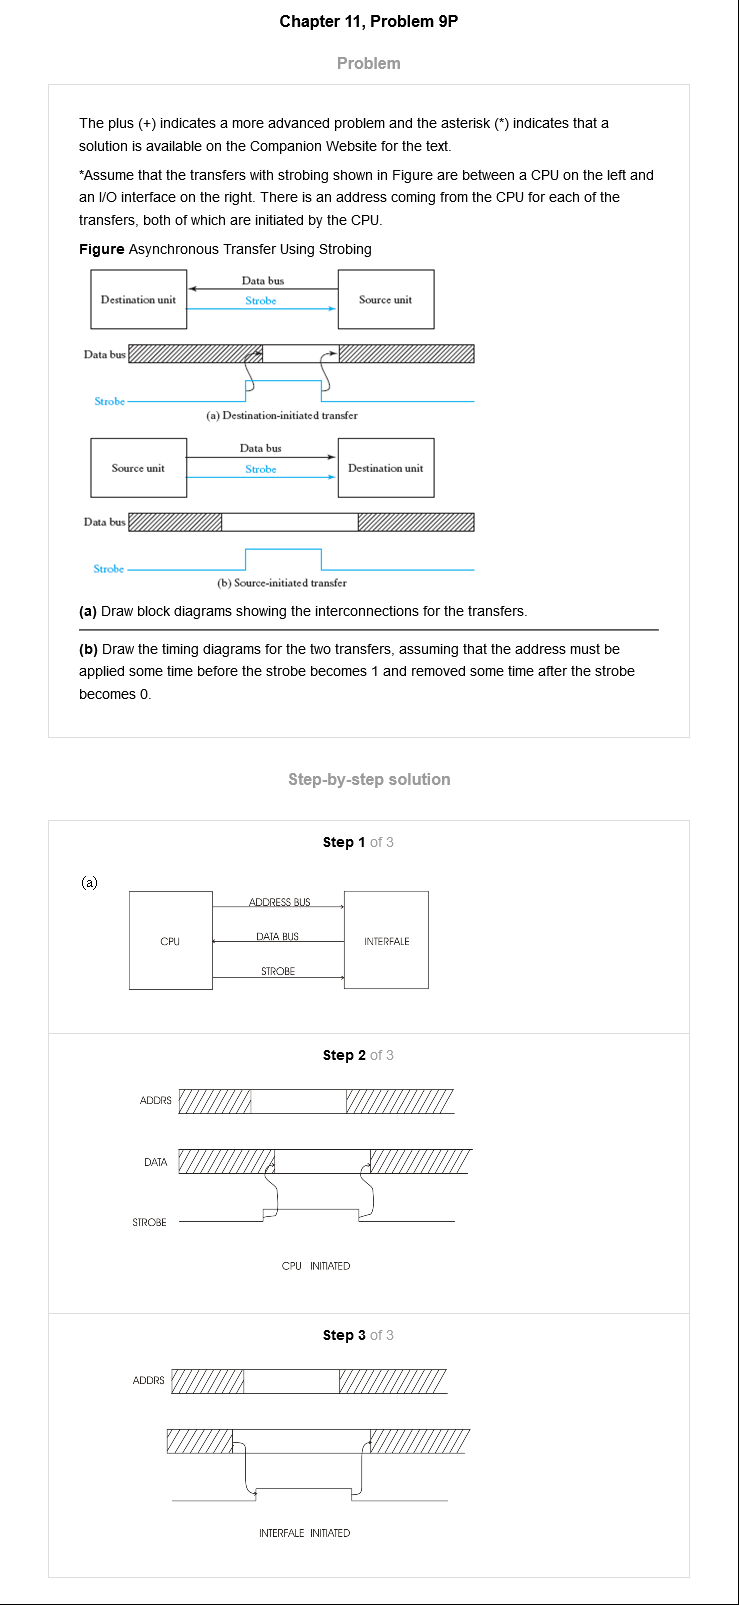 Chapter 11, Problem 9P
Problem
The plus (+) indicates a more advanced problem and the asterisk (*) indicates that a
solution is available on the Companion Website for the text.
*Assume that the transfers with strobing shown in Figure are between a CPU on the left and
an I/O interface on the right. There is an address coming from the CPU for each of the
transfers, both of which are initiated by the CPU.
Figure Asynchronous Transfer Using Strobing
Data bus
Destination unit
Strobe
Source unit
Data bus
Strobe
(a) Destination-initiated transfer
Data bus
Source unit
Strobe
Destination unit
Data bus
Strobe
(b) Source-initiated transfer
(a) Draw block diagrams showing the interconnections for the transfers.
(b) Draw the timing diagrams for the two transfers, assuming that the address must be
applied some time before the strobe becomes 1 and removed some time after the strobe
becomes 0.
Step-by-step solution
Step 1 of 3
(a)
ADDRESS BUS
CPU
DATA BUS
INTERFALE
STROBE
Step 2 of 3
ADDRS
DATA
STROBE
CPU INITIATED
Step 3 of 3
ADDRS
INTERFALE INITIATED